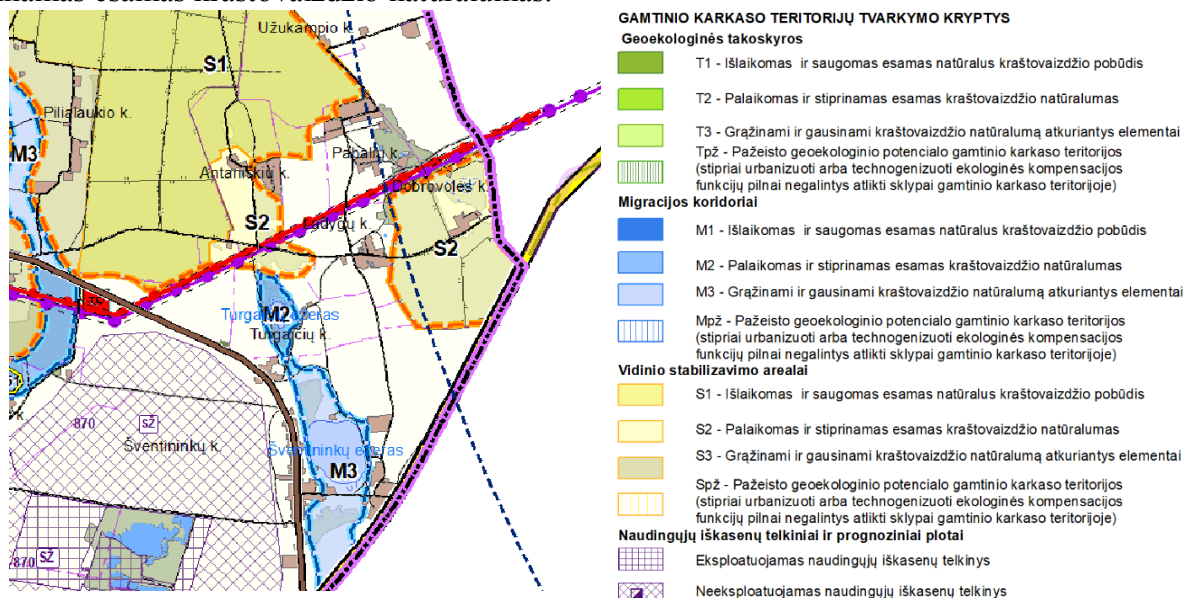 Užukampio k.
S1
Pilialaukio k.
M3
Antaniškių k.
Dobrovolės k.
S2
Ladygų k.
S2
M2
Turgaičių k.
870
SŽ
Šventininkų k.
Šventininkų ežeras
M3
870
SŽ
GAMTINIO KARKASO TERITORIJŲ TVARKYMO KRYPTYS
Geoekologinės takoskyros
T1 - Išlaikomas ir saugomas esamas natūralus kraštovaizdžio pobūdis
T2 - Palaikomas ir stiprinamas esamas kraštovaizdžio natūralumas
T3 - Grąžinami ir gausinami kraštovaizdžio natūralumą atkuriantys elementai
Tpž - Pažeisto geoekologinio potencialo gamtinio karkaso teritorijos
(stipriai urbanizuoti arba technogenizuoti ekologinės kompensacijos
funkcijų pilnai negalintys atlikti sklypai gamtinio karkaso teritorijoje)
Migracijos koridoriai
M1 - Išlaikomas ir saugomas esamas natūralus kraštovaizdžio pobūdis
M2 - Palaikomas ir stiprinamas esamas kraštovaizdžio natūralumas
M3 - Grąžinami ir gausinami kraštovaizdžio natūralumą atkuriantys elementai
Mpž - Pažeisto geoekologinio potencialo gamtinio karkaso teritorijos
(stipriai urbanizuoti arba technogenizuoti ekologinės kompensacijos
funkcijų pilnai negalintys atlikti sklypai gamtinio karkaso teritorijoje)
Vidinio stabilizavimo arealai
S1 - Išlaikomas ir saugomas esamas natūralus kraštovaizdžio pobūdis
S2 - Palaikomas ir stiprinamas esamas kraštovaizdžio natūralumas
S3 - Grąžinami ir gausinami kraštovaizdžio natūralumą atkuriantys elementai
Spž - Pažeisto geoekologinio potencialo gamtinio karkaso teritorijos
(stipriai urbanizuoti arba technogenizuoti ekologinės kompensacijos
funkcijų pilnai negalintys atlikti sklypai gamtinio karkaso teritorijoje)
Naudingųjų iškasenų telkiniai ir prognoziniai plotai
Eksploatuojamas naudingųjų iškasenų telkinys
Neeksploatuojamas naudingųjų iškasenų telkinys